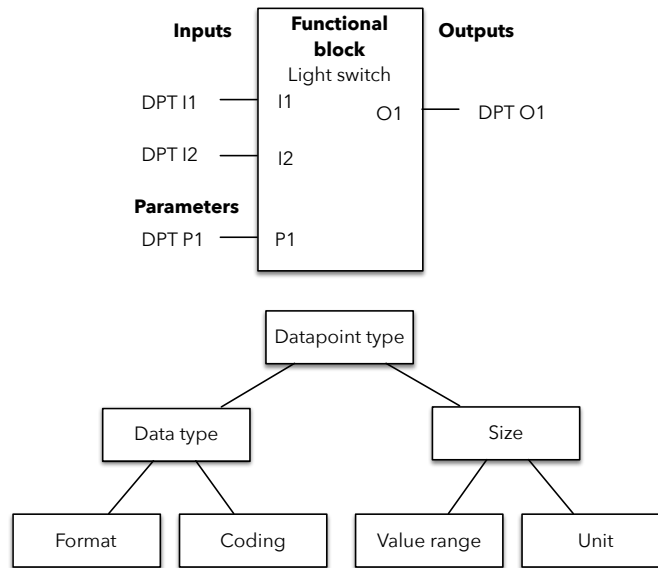 Inputs
Functional
block
Light switch
Outputs
DPT I1
I1
O1
DPT O1
DPT I2
I2
Parameters
DPT P1
P1
Datapoint type
Data type
Size
Format
Coding
Value range
Unit